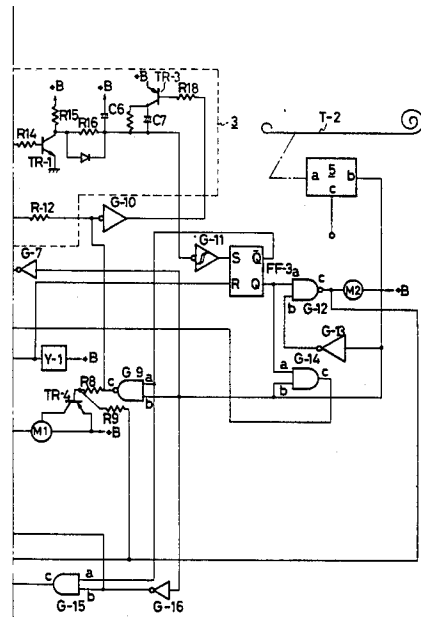 +B
TR-3
R18
+B
+B
R15
C6
R16
C7
3
R14
TR-1
T-2
5
a
b
c
R-12
G-10
G-7
G-11
S
Q
R
Q
FF-3
a
c
b
G-12
M2
+B
G-13
G-14
a
c
b
Y-1
+B
G 9
R8
c
a
b
TR-4
R9
M1
+B
c
a
b
G-15
G-16